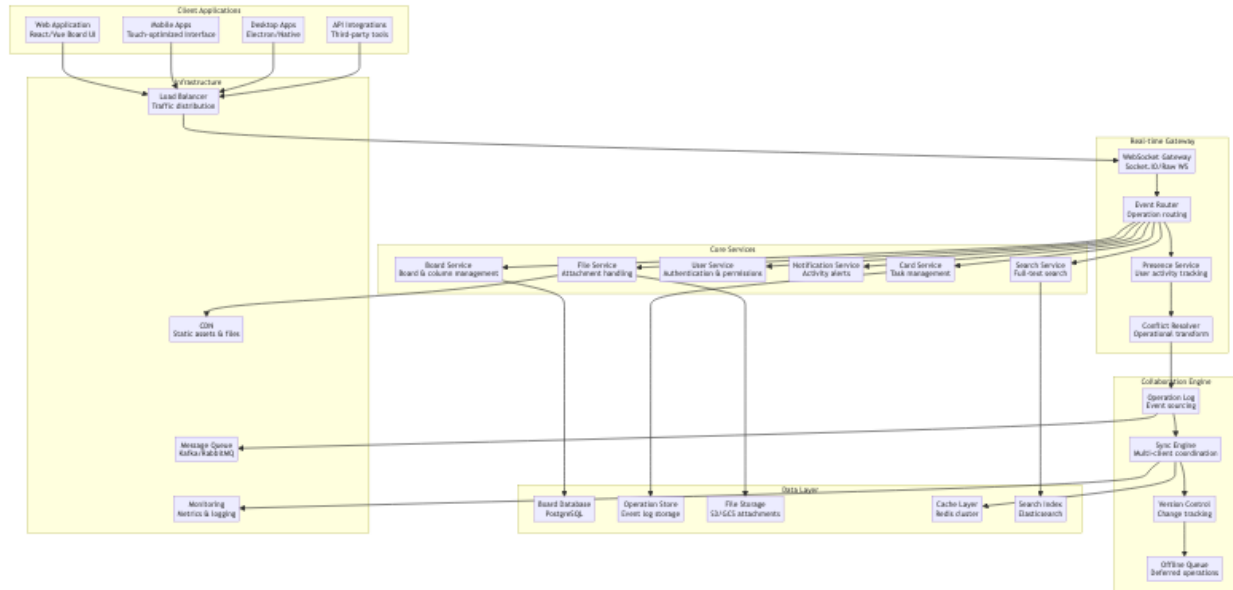 Client Applications
Web Application
React/Vue Board UI
Mobile Apps
Touch-optimized interface
Desktop Apps
Electron/Native
API Integrations
Third-party tools
Infrastructure
Load Balancer
Traffic distribution
Real-time Gateway
WebSocket Gateway
Socket.IO/Raw WS
Event Router
Operation routing
Core Services
Board Service
Board & column management
File Service
Attachment handling
User Service
Authentication & permissions
Notification Service
Activity alerts
Card Service
Task management
Search Service
Full-text search
Presence Service
User activity tracking
CDN
Static assets & files
Conflict Resolver
Operational transform
Collaboration Engine
Operation Log
Event sourcing
Message Queue
Kafka/RabbitMQ
Sync Engine
Multi-client coordination
Data Layer
Monitoring
Metrics & logging
Board Database
PostgreSQL
Operation Store
Event log storage
File Storage
S3/GCS attachments
Cache Layer
Redis cluster
Search Index
Elasticsearch
Version Control
Change tracking
Offline Queue
Deferred operations